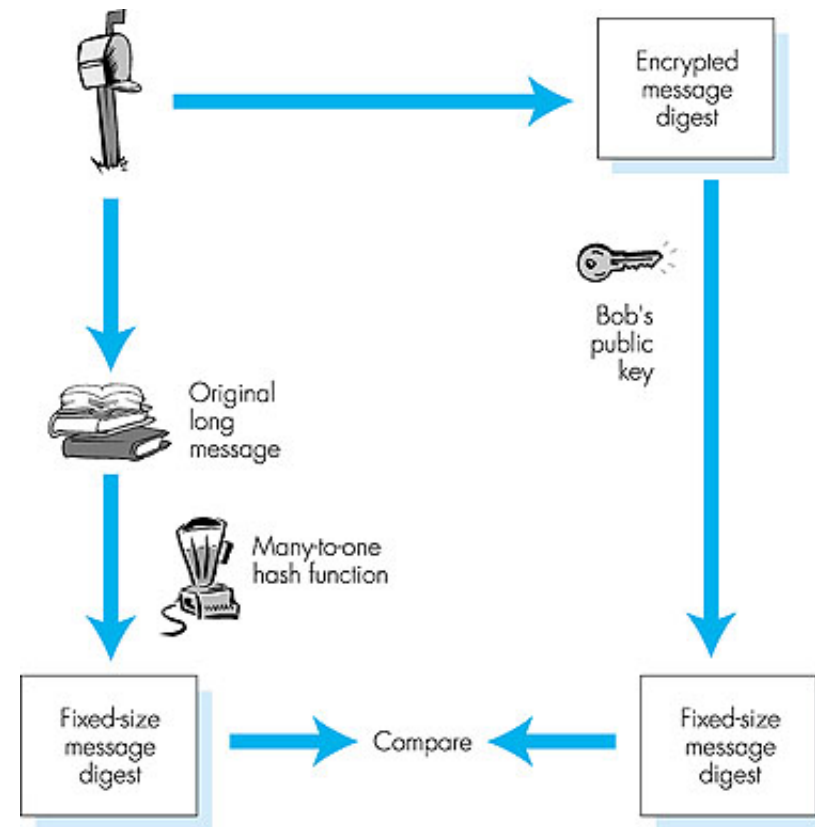 Encrypted
message
digest
Bob's
public
key
Original
long
message
Many-to-one
hash function
Fixed-size
message
digest
Compare
Fixed-size
message
digest